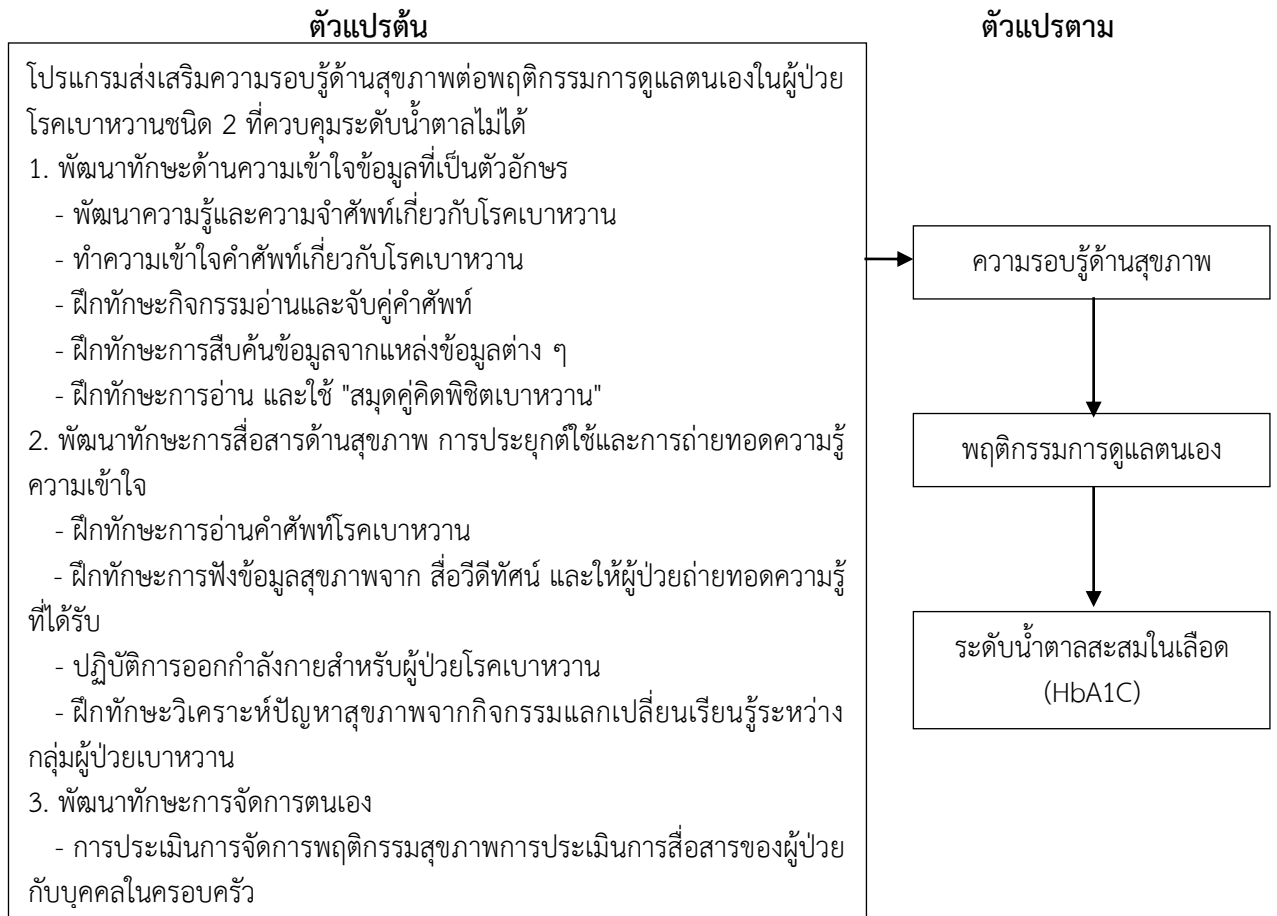 ตัวแปรต้น
ตัวแปรตาม
โปรแกรมส่งเสริมความรอบรู้ด้านสุขภาพต่อพฤติกรรมการดูแลตนเองในผู้ป่วย
โรคเบาหวานชนิด 2 ที่ควบคุมระดับน้ำตาลไม่ได้
1. พัฒนาทักษะด้านความเข้าใจข้อมูลที่เป็นตัวอักษร
- พัฒนาความรู้และความจำศัพท์เกี่ยวกับโรคเบาหวาน
- ทำความเข้าใจคำศัพท์เกี่ยวกับโรคเบาหวาน
- ฝึกทักษะกิจกรรมอ่านและจับคู่คำศัพท์
- ฝึกทักษะการสืบค้นข้อมูลจากแหล่งข้อมูลต่าง ๆ
- ฝึกทักษะการอ่าน และใช้ "สมุดคู่คิดพิชิตเบาหวาน"
2. พัฒนาทักษะการสื่อสารด้านสุขภาพ การประยุกต์ใช้และการถ่ายทอดความรู้
ความเข้าใจ
- ฝึกทักษะการอ่านคำศัพท์โรคเบาหวาน
- ฝึกทักษะการฟังข้อมูลสุขภาพจาก สื่อวีดีทัศน์ และให้ผู้ป่วยถ่ายทอดความรู้
ที่ได้รับ
- ปฏิบัติการออกกำลังกายสำหรับผู้ป่วยโรคเบาหวาน
- ฝึกทักษะวิเคราะห์ปัญหาสุขภาพจากกิจกรรมแลกเปลี่ยนเรียนรู้ระหว่าง
กลุ่มผู้ป่วยเบาหวาน
3. พัฒนาทักษะการจัดการตนเอง
- การประเมินการจัดการพฤติกรรมสุขภาพการประเมินการสื่อสารของผู้ป่วย
กับบุคคลในครอบครัว
ความรอบรู้ด้านสุขภาพ
พฤติกรรมการดูแลตนเอง
ระดับน้ำตาลสะสมในเลือด
(HbA1C)